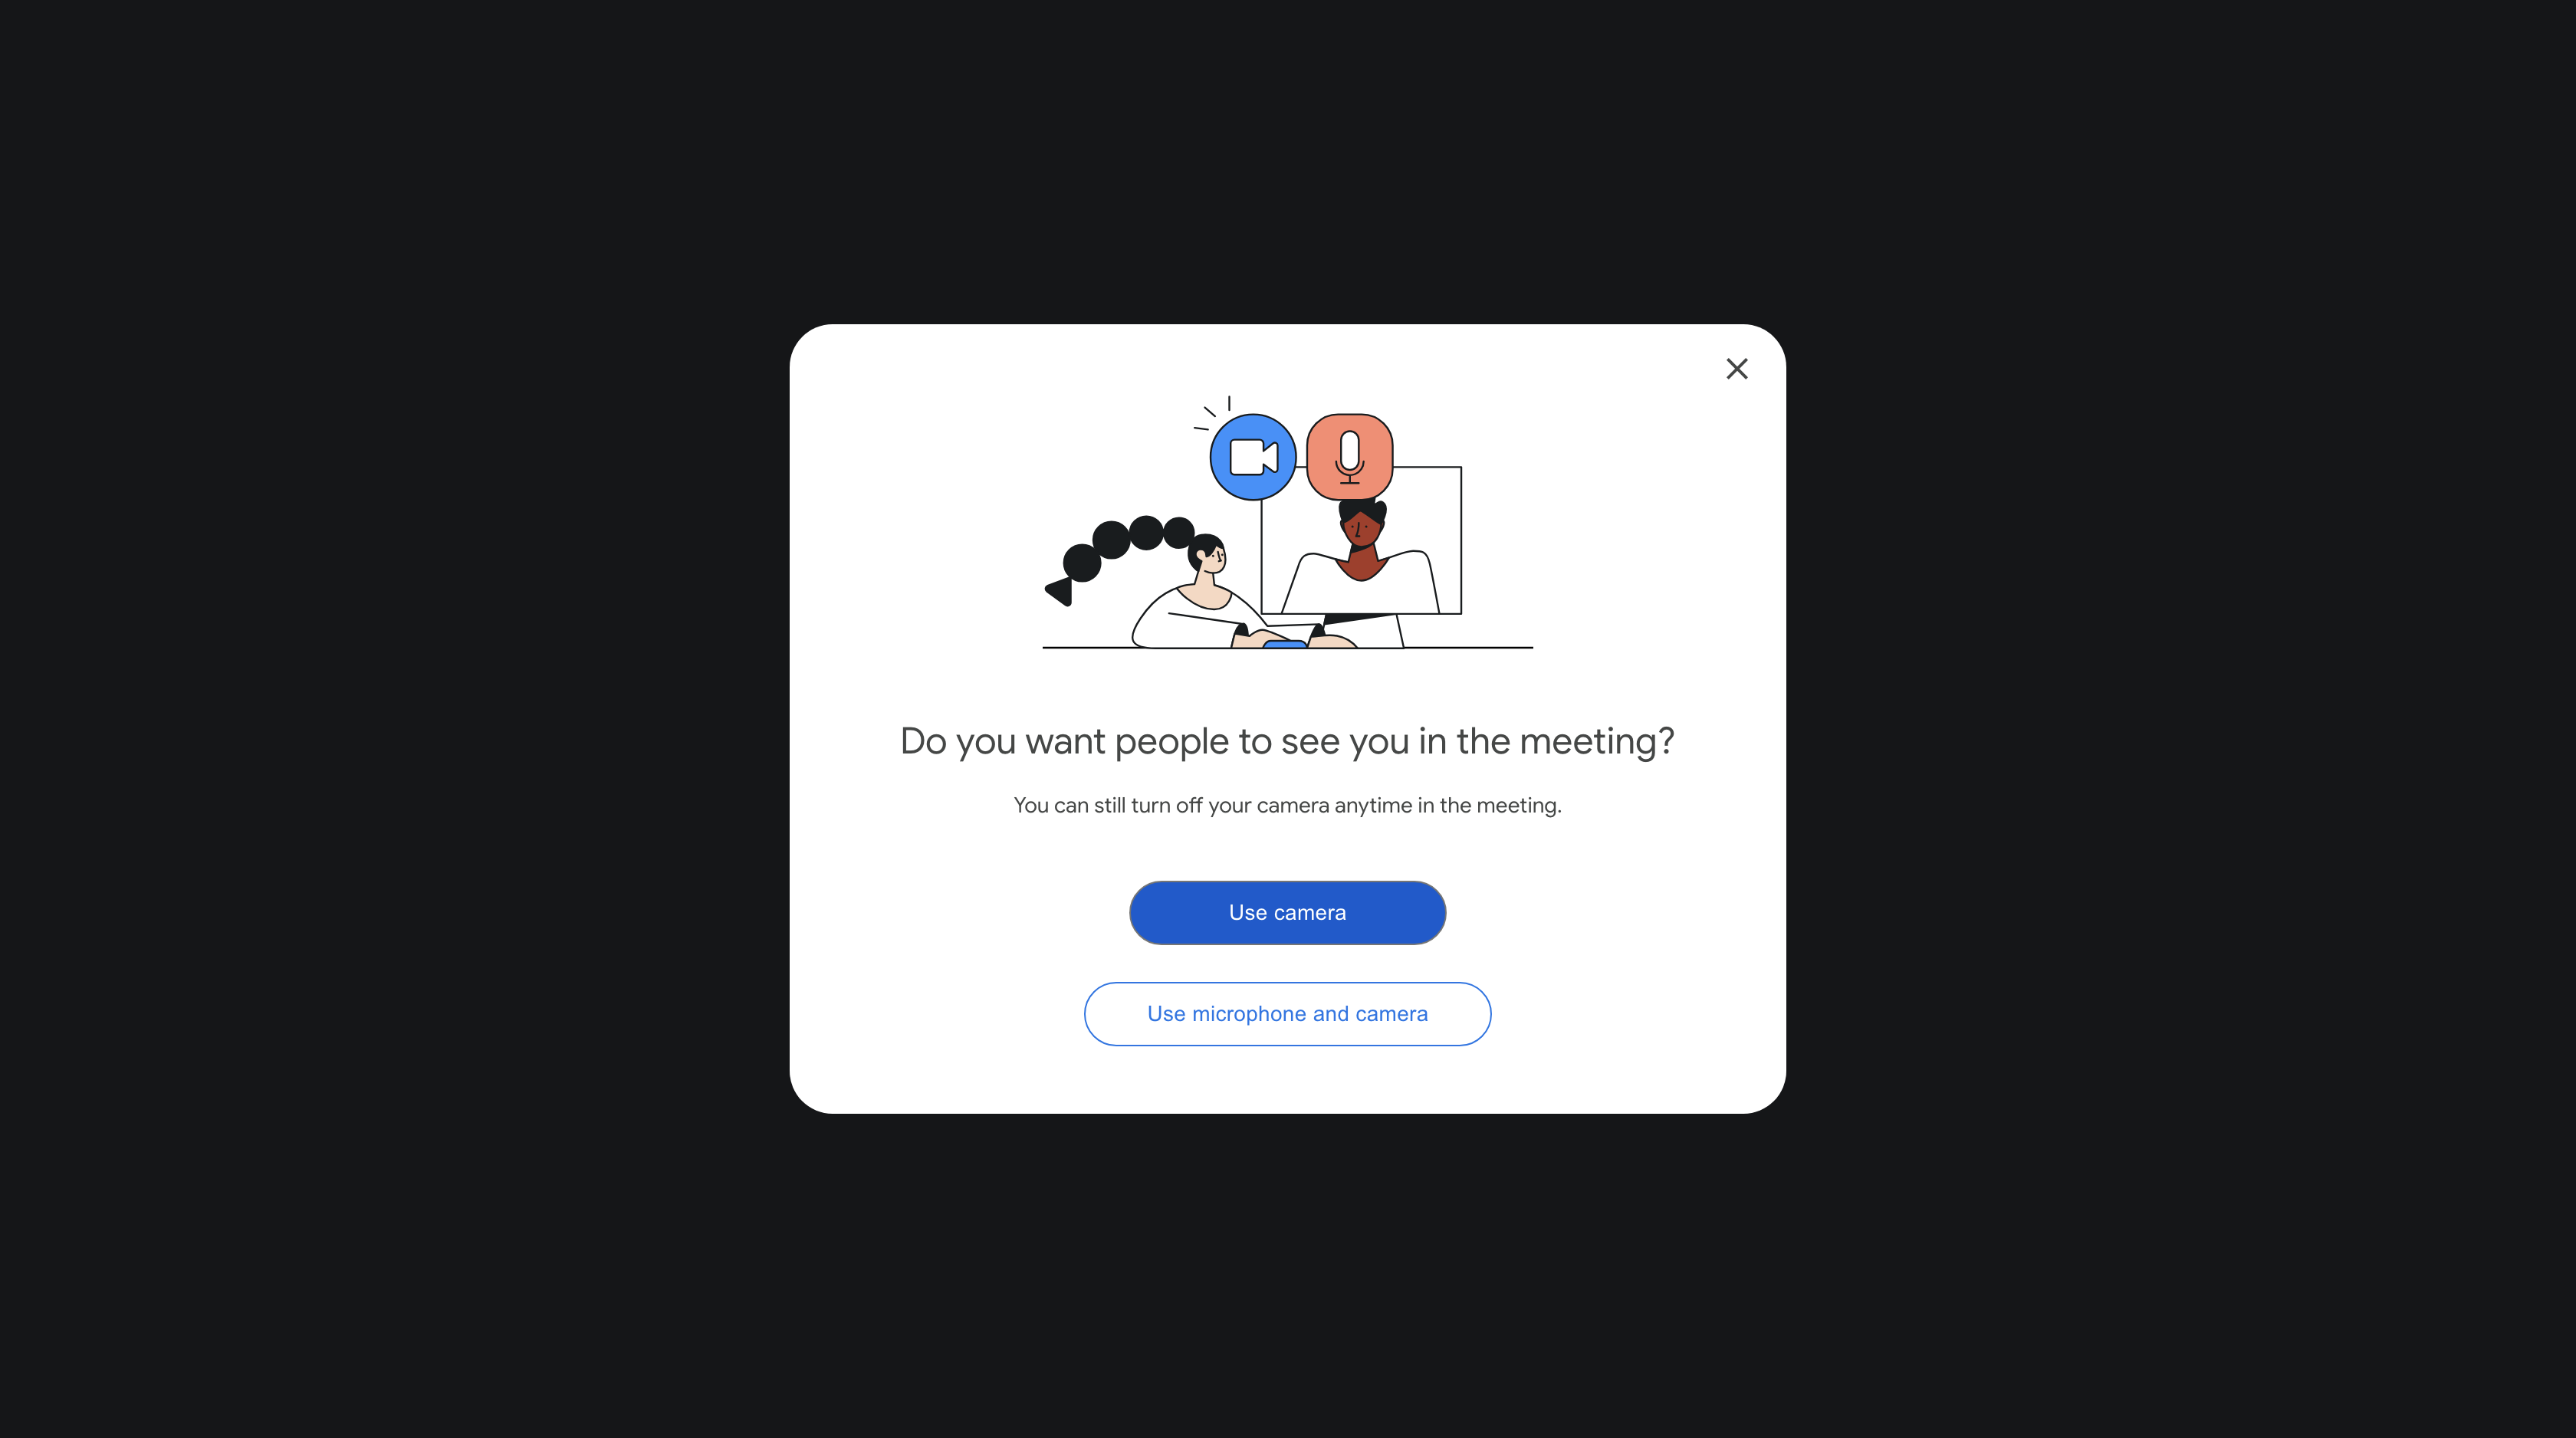 Do you want people to see you in the meeting?
You can still turn off your camera anytime in the meeting.
Use camera
Use microphone and camera